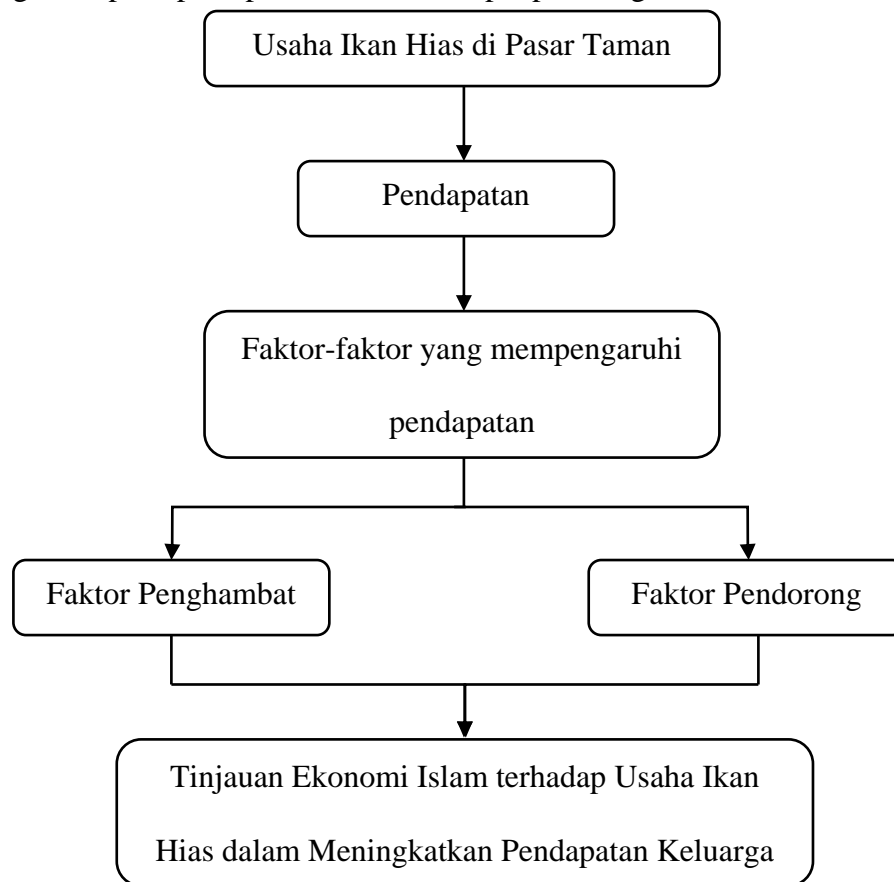 Usaha Ikan Hias di Pasar Taman
Pendapatan
Faktor-faktor yang mempengaruhi
pendapatan
Faktor Penghambat
Faktor Pendorong
Tinjauan Ekonomi Islam terhadap Usaha Ikan
Hias dalam Meningkatkan Pendapatan Keluarga